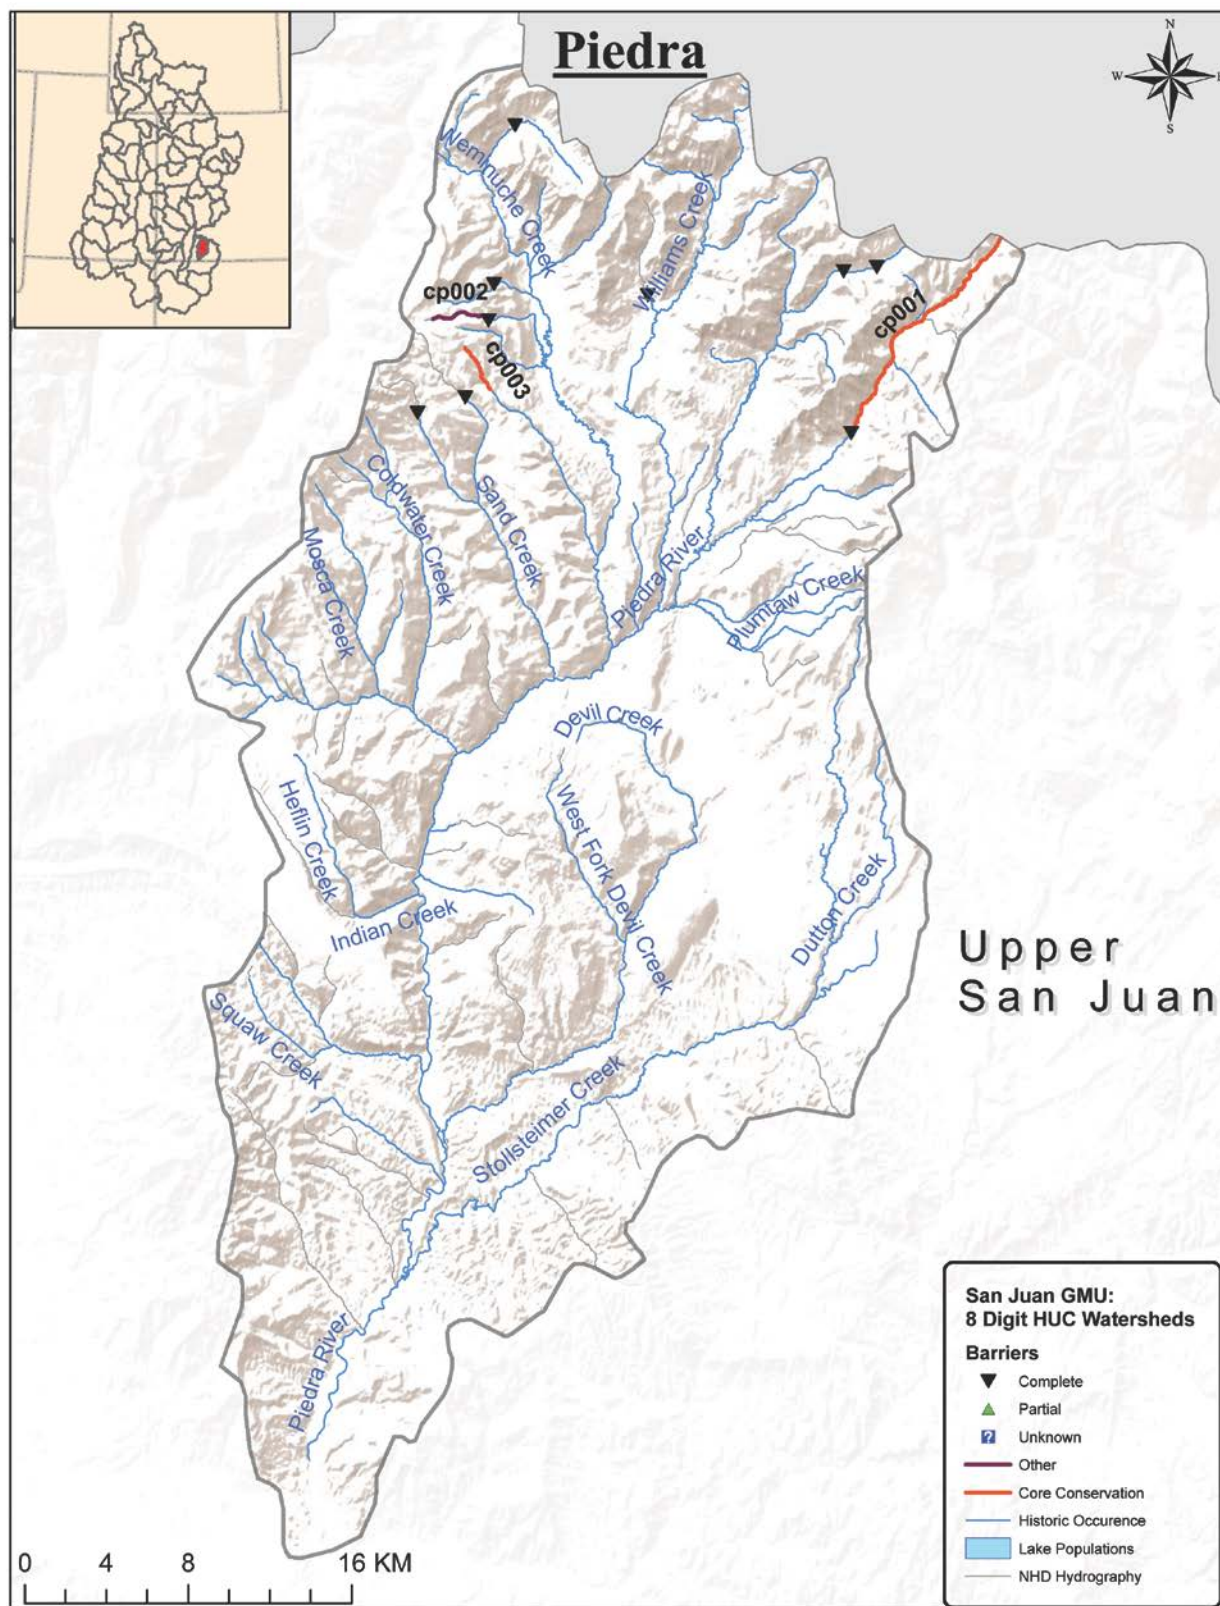 Piedra
N
W
E
S
Weminuche Creek
Williams Creek
cp002
cp001
cp003
Coldwater Creek
Sand Creek
Mosca Creek
Piedra River
Plumtaw Creek
Devil Creek
Heflin Creek
West Fork Devil Creek
Indian Creek
Dutton Creek
Upper
San Juan
Squaw Creek
Stollsteimer Creek
Piedra River
San Juan GMU:
8 Digit HUC Watersheds
Barriers
Complete
Partial
?
Unknown
Other
Core Conservation
Historic Occurence
Lake Populations
NHD Hydrography
0 4 8 16 KM